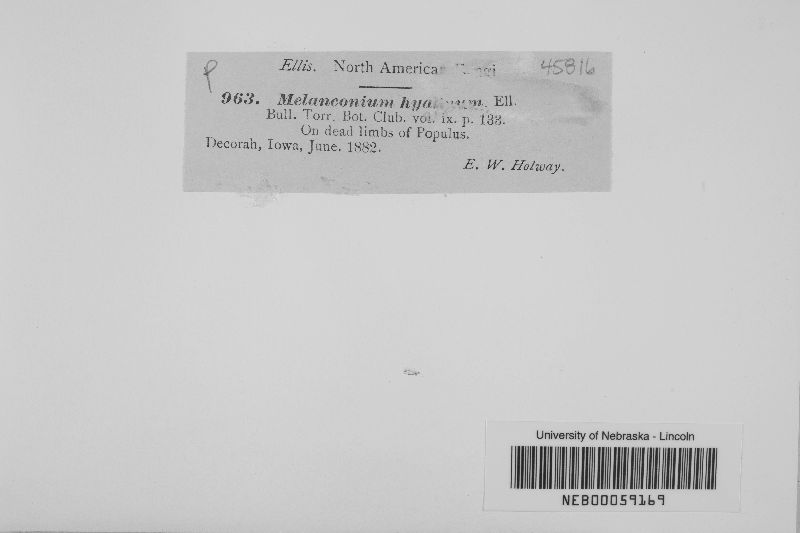 P
Ellis. North American 45816
963. Melanconium Ell.
Bull. Torr. Bot. Club. vol. ix. p. 133.
On dead limbs of Populus.
Decorah, Iowa, June. 1882.
E. W. Holway.
University of Nebraska - Lincoln
NEB00059169